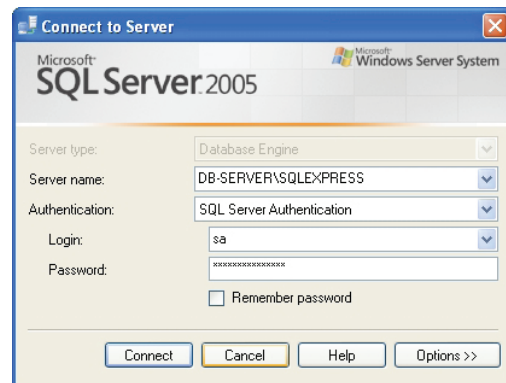 Connect to Server
Microsoft
SQL Server 2005
Microsoft
Windows Server System
Server type: Database Engine
Server name: DB-SERVER\SQLEXPRESS
Authentication: SQL Server Authentication
Login: sa
Password: ***************
Remember password
Connect Cancel Help Options >>